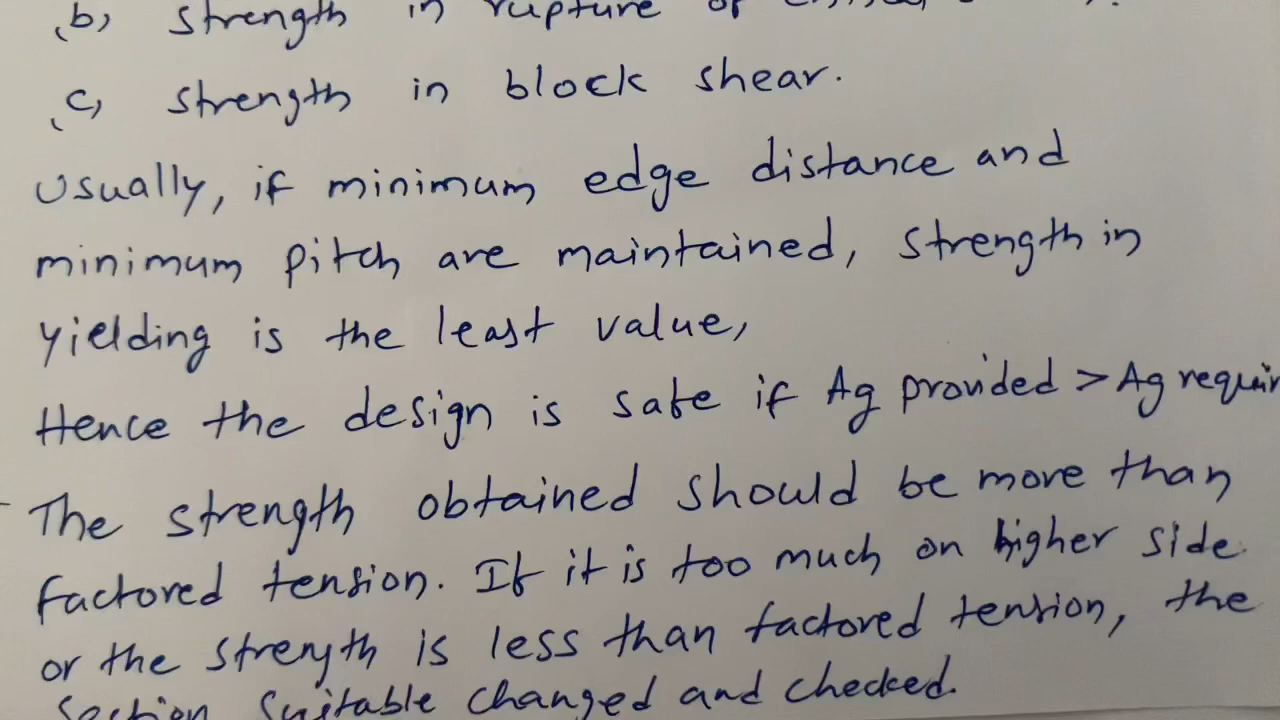 (b) Strength in rupture of
(c) Strength in block shear.
Usually, if minimum edge distance and
minimum pitch are maintained, strength in
yielding is the least value,
Hence the design is safe if Ag provided > Ag requir
The strength obtained should be more than
factored tension. If it is too much on higher side
or the strength is less than factored tension, the
section suitable changed and checked.